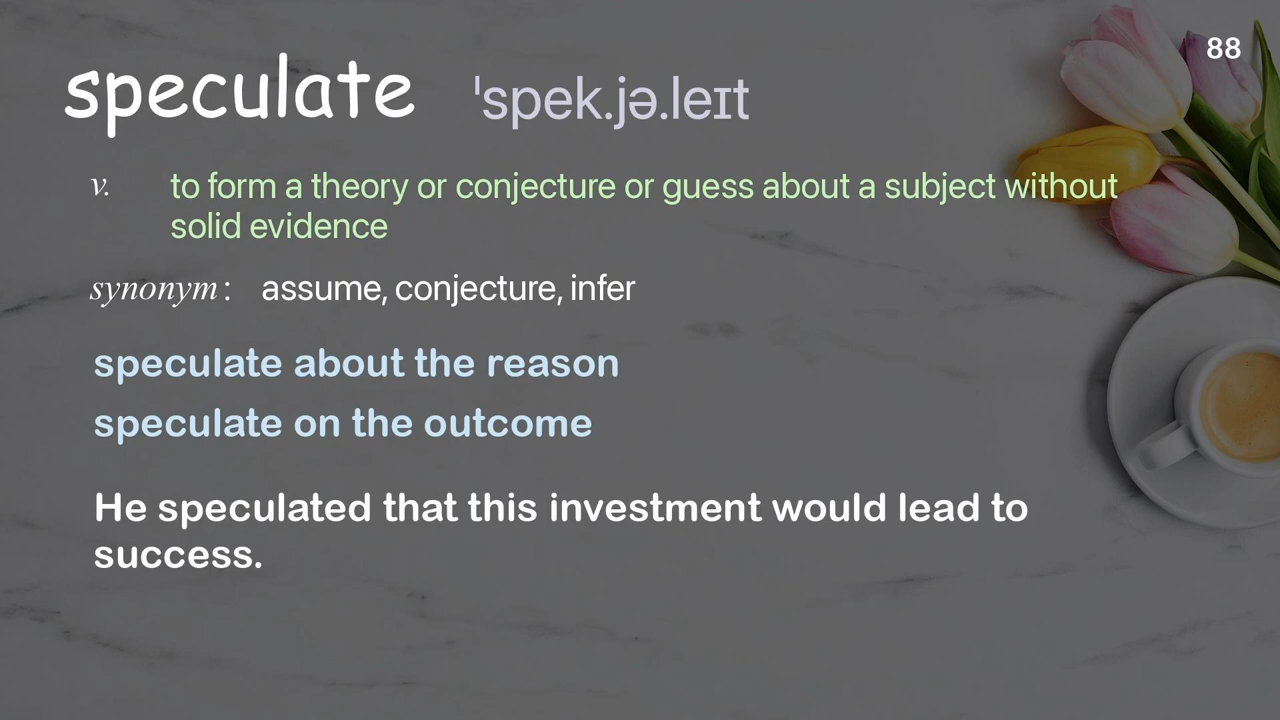 88
speculate ˈspek.jə.leɪt
v. to form a theory or conjecture or guess about a subject without
solid evidence
synonym : assume, conjecture, infer
speculate about the reason
speculate on the outcome
He speculated that this investment would lead to
success.